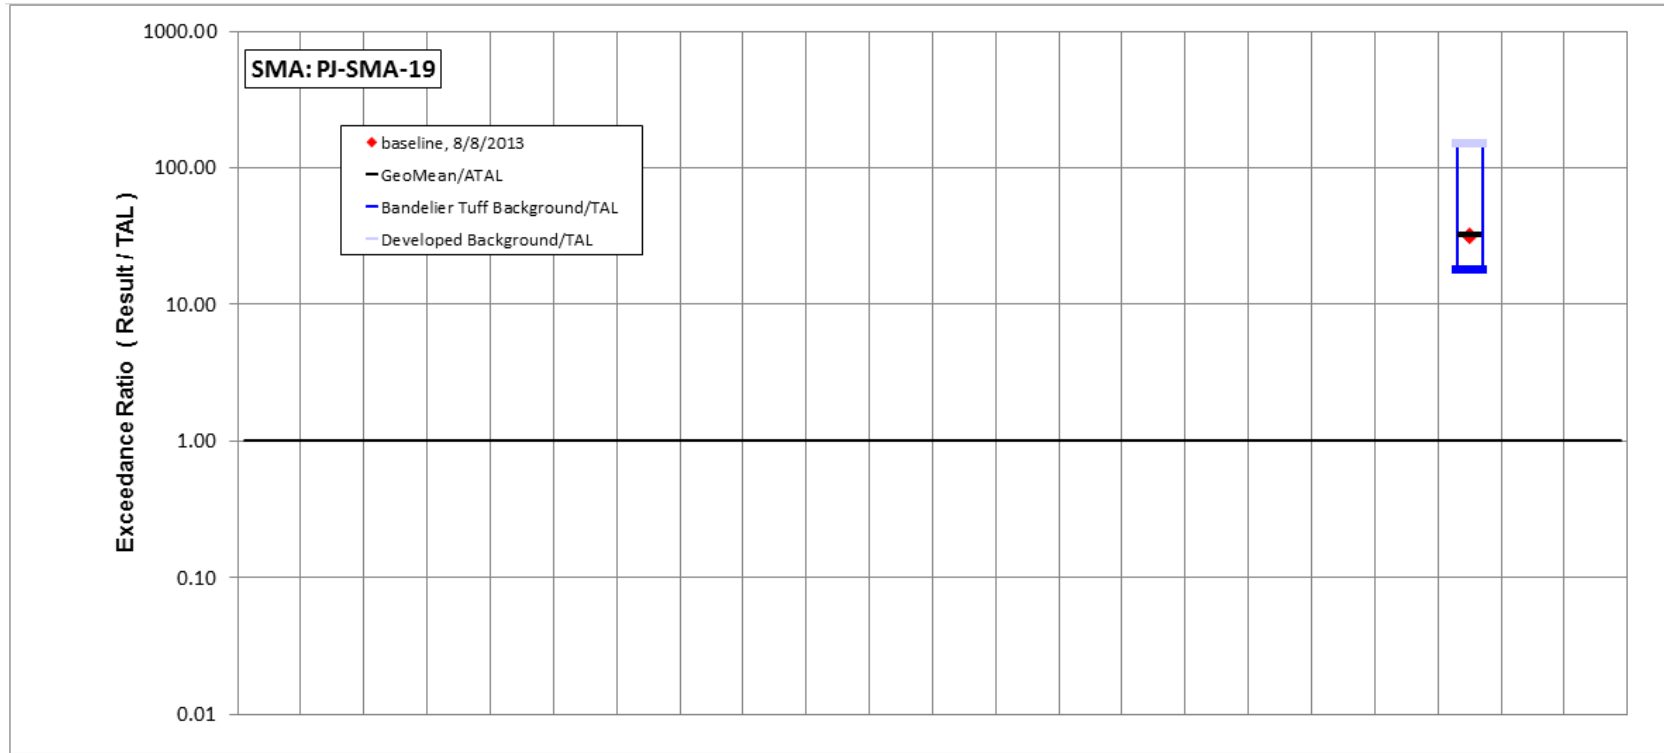 1000.00
SMA: PJ-SMA-19
baseline, 8/8/2013
100.00
GeoMean/ATAL
Bandelier Tuff Background/TAL
Developed Background/TAL
Exceedance Ratio ( Result / TAL )
10.00
1.00
0.10
0.01